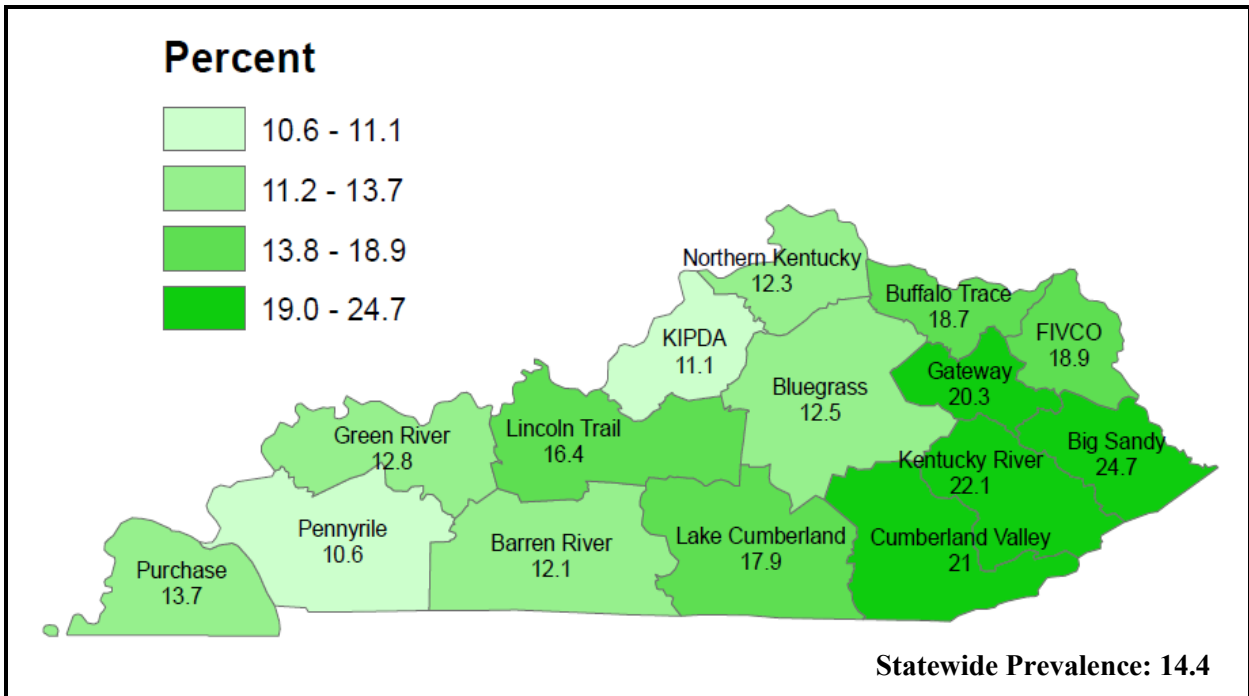 Percent
10.6 - 11.1
11.2 - 13.7
13.8 - 18.9
19.0 - 24.7
Northern Kentucky
12.3
Buffalo Trace
18.7
FIVCO
18.9
KIPDA
11.1
Gateway
20.3
Bluegrass
12.5
Lincoln Trail
16.4
Green River
12.8
Big Sandy
24.7
Kentucky River
22.1
Pennyrile
10.6
Barren River
12.1
Lake Cumberland
17.9
Cumberland Valley
21
Purchase
13.7
Statewide Prevalence: 14.4